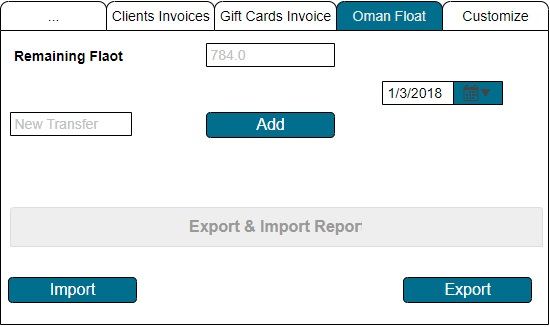 ... Clients Invoices Gift Cards Invoice Oman Float Customize
Remaining Flaot 784.0
1/3/2018
New Transfer Add
Export & Import Repor
Import Export